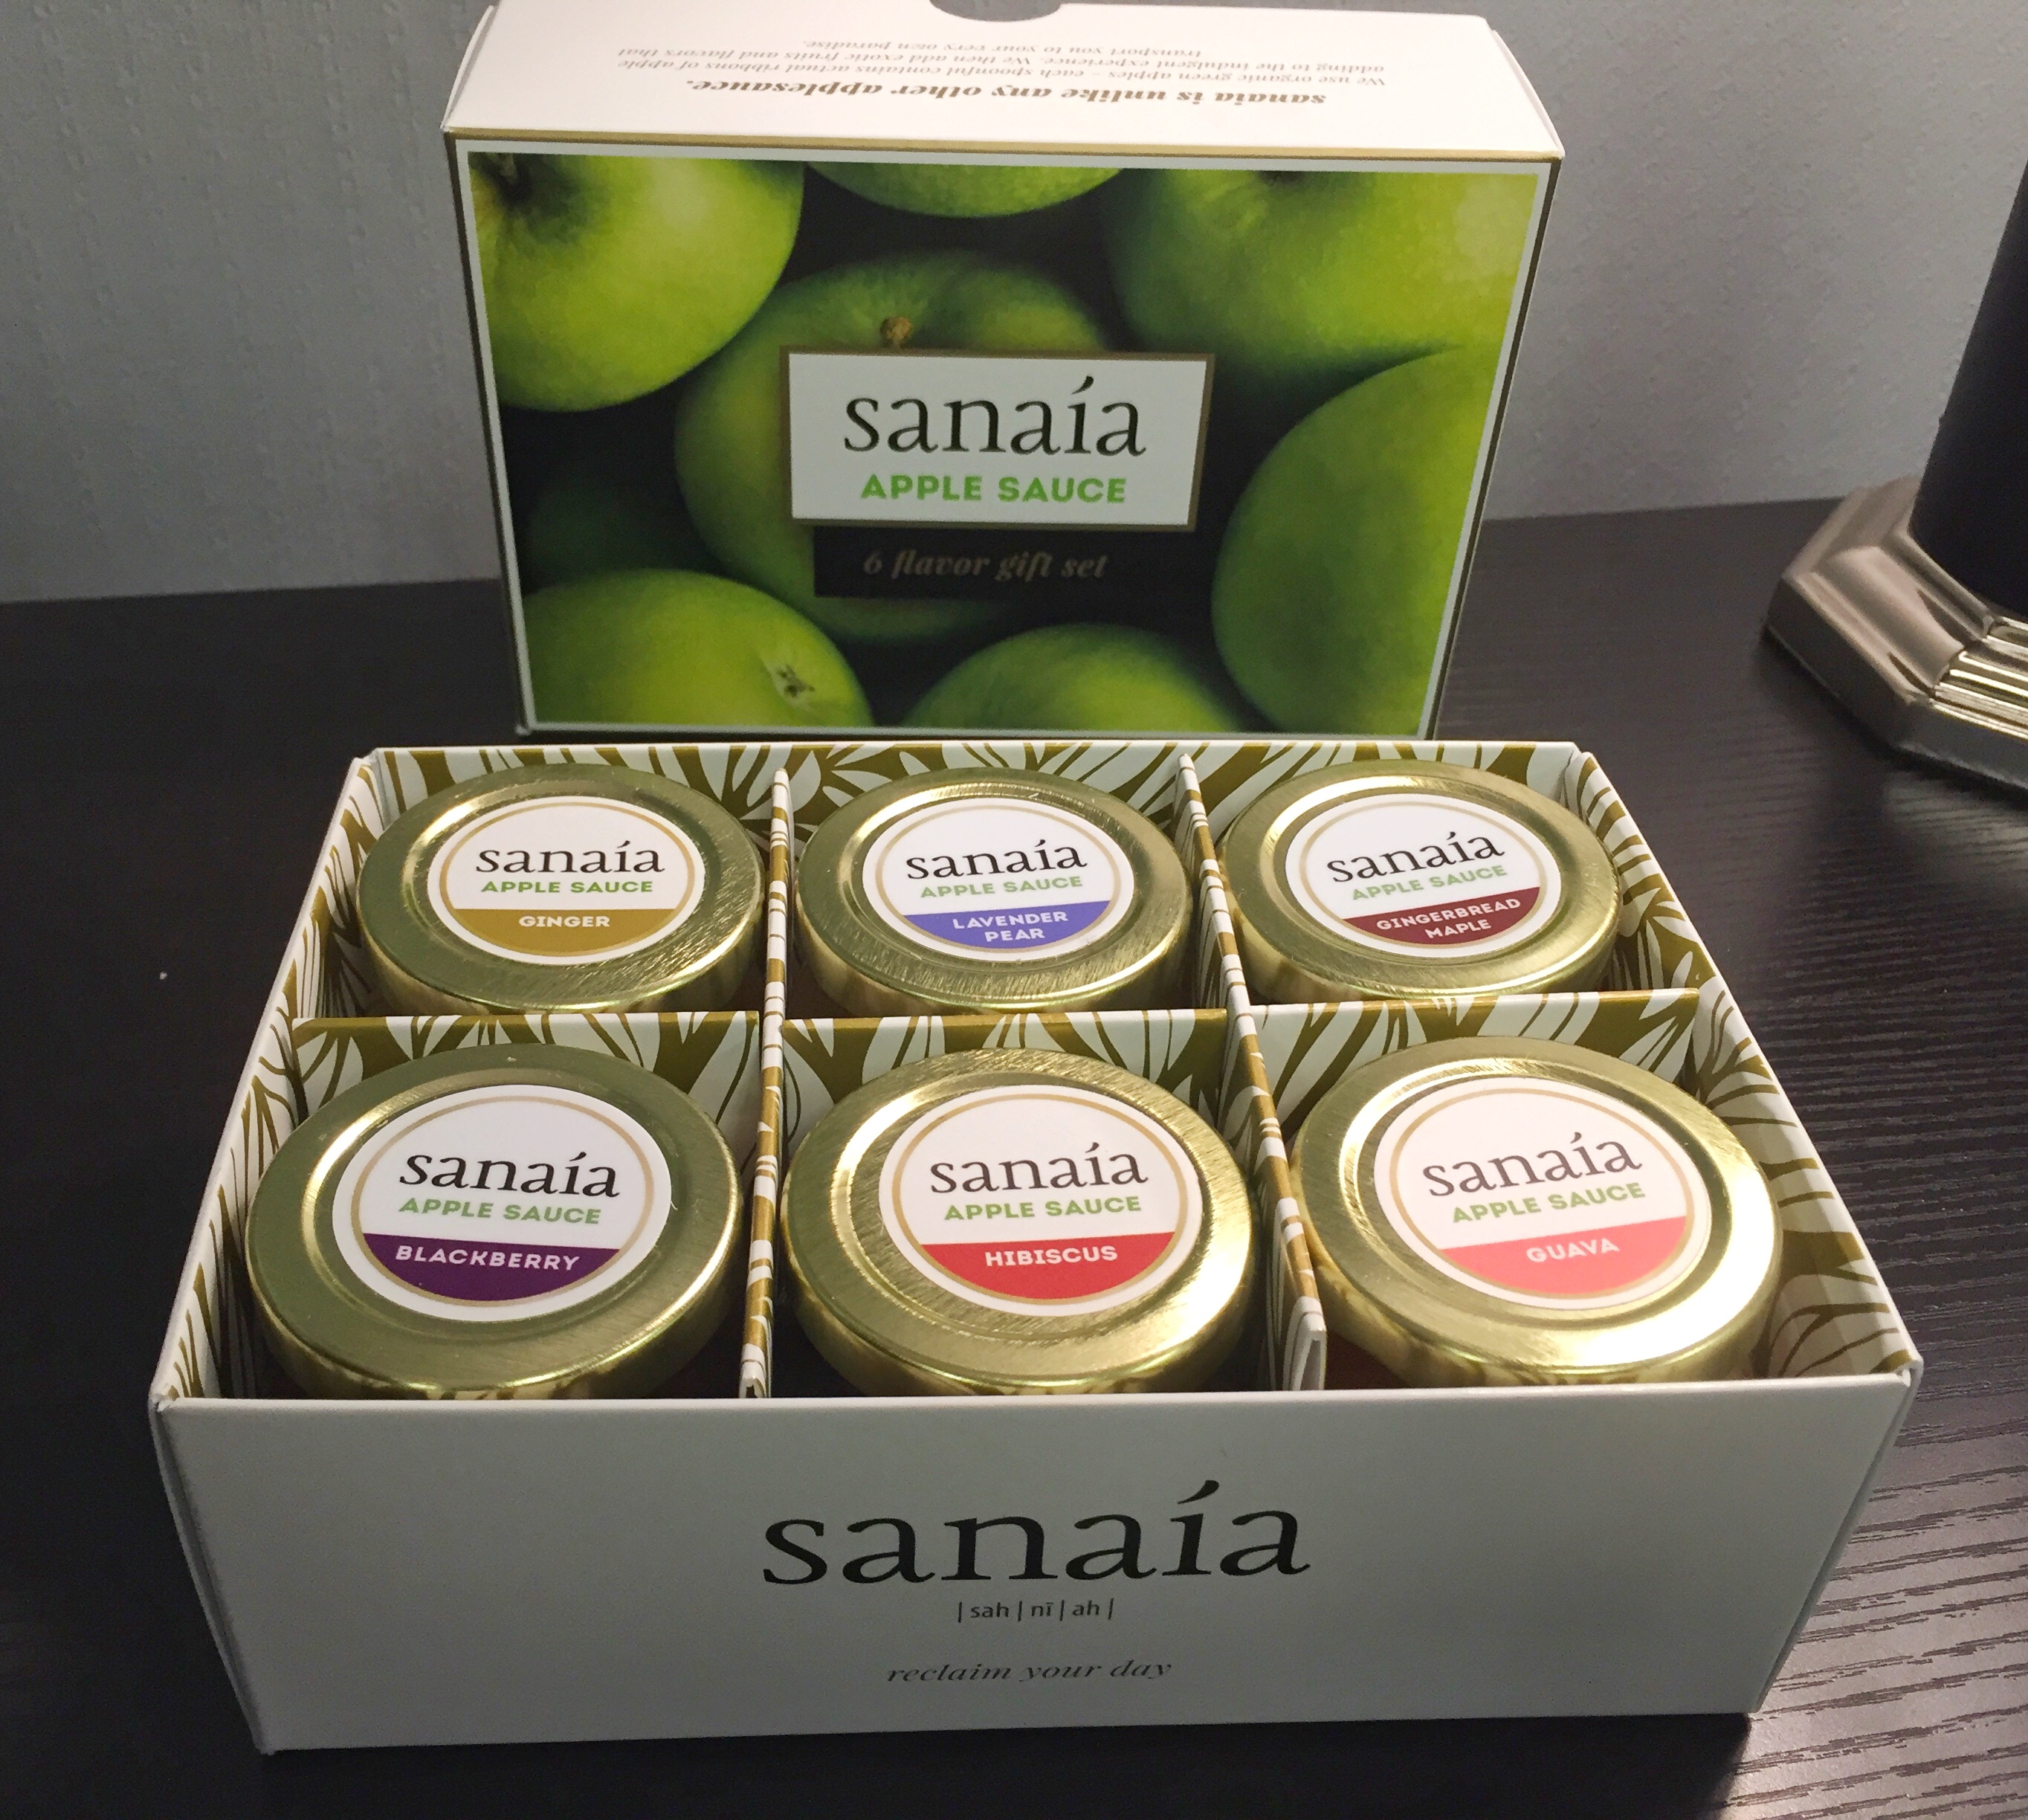 sanaía is unlike any other applesauce.
We use organic green apples – each spoonful contains actual ribbons of apple
adding to the indulgent experience. We then add exotic fruits and flavors that
transport you to your very own paradise.
sanaía
APPLE SAUCE
6 flavor gift set
sanaía
APPLE SAUCE
GINGER
sanaía
APPLE SAUCE
LAVENDER
PEAR
sanaía
APPLE SAUCE
GINGERBREAD
MAPLE
sanaía
APPLE SAUCE
BLACKBERRY
sanaía
APPLE SAUCE
HIBISCUS
sanaía
APPLE SAUCE
GUAVA
sanaía
| sah | nī | ah |
reclaim your day